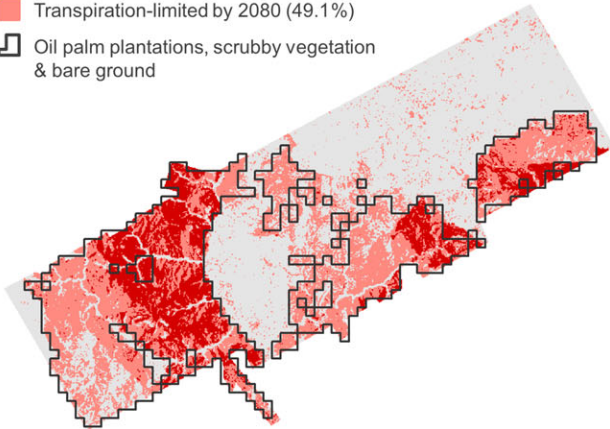 Transpiration-limited by 2080 (49.1%)
Oil palm plantations, scrubby vegetation
& bare ground